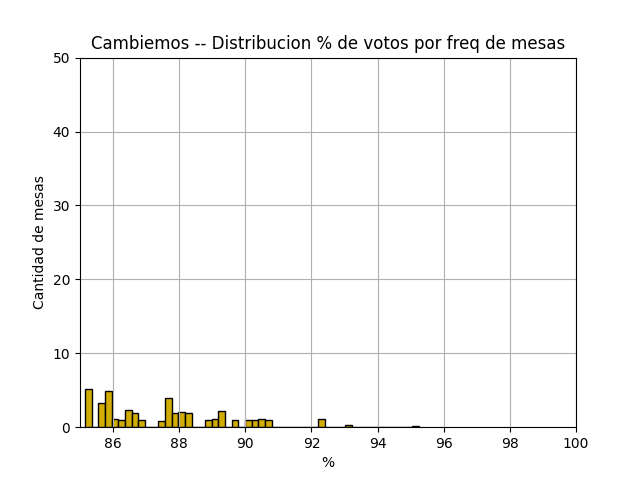 Cambiemos -- Distribucion % de votos por freq de mesas
50
40
30
20
10
0
Cantidad de mesas
86 88 90 92 94 96 98 100
%